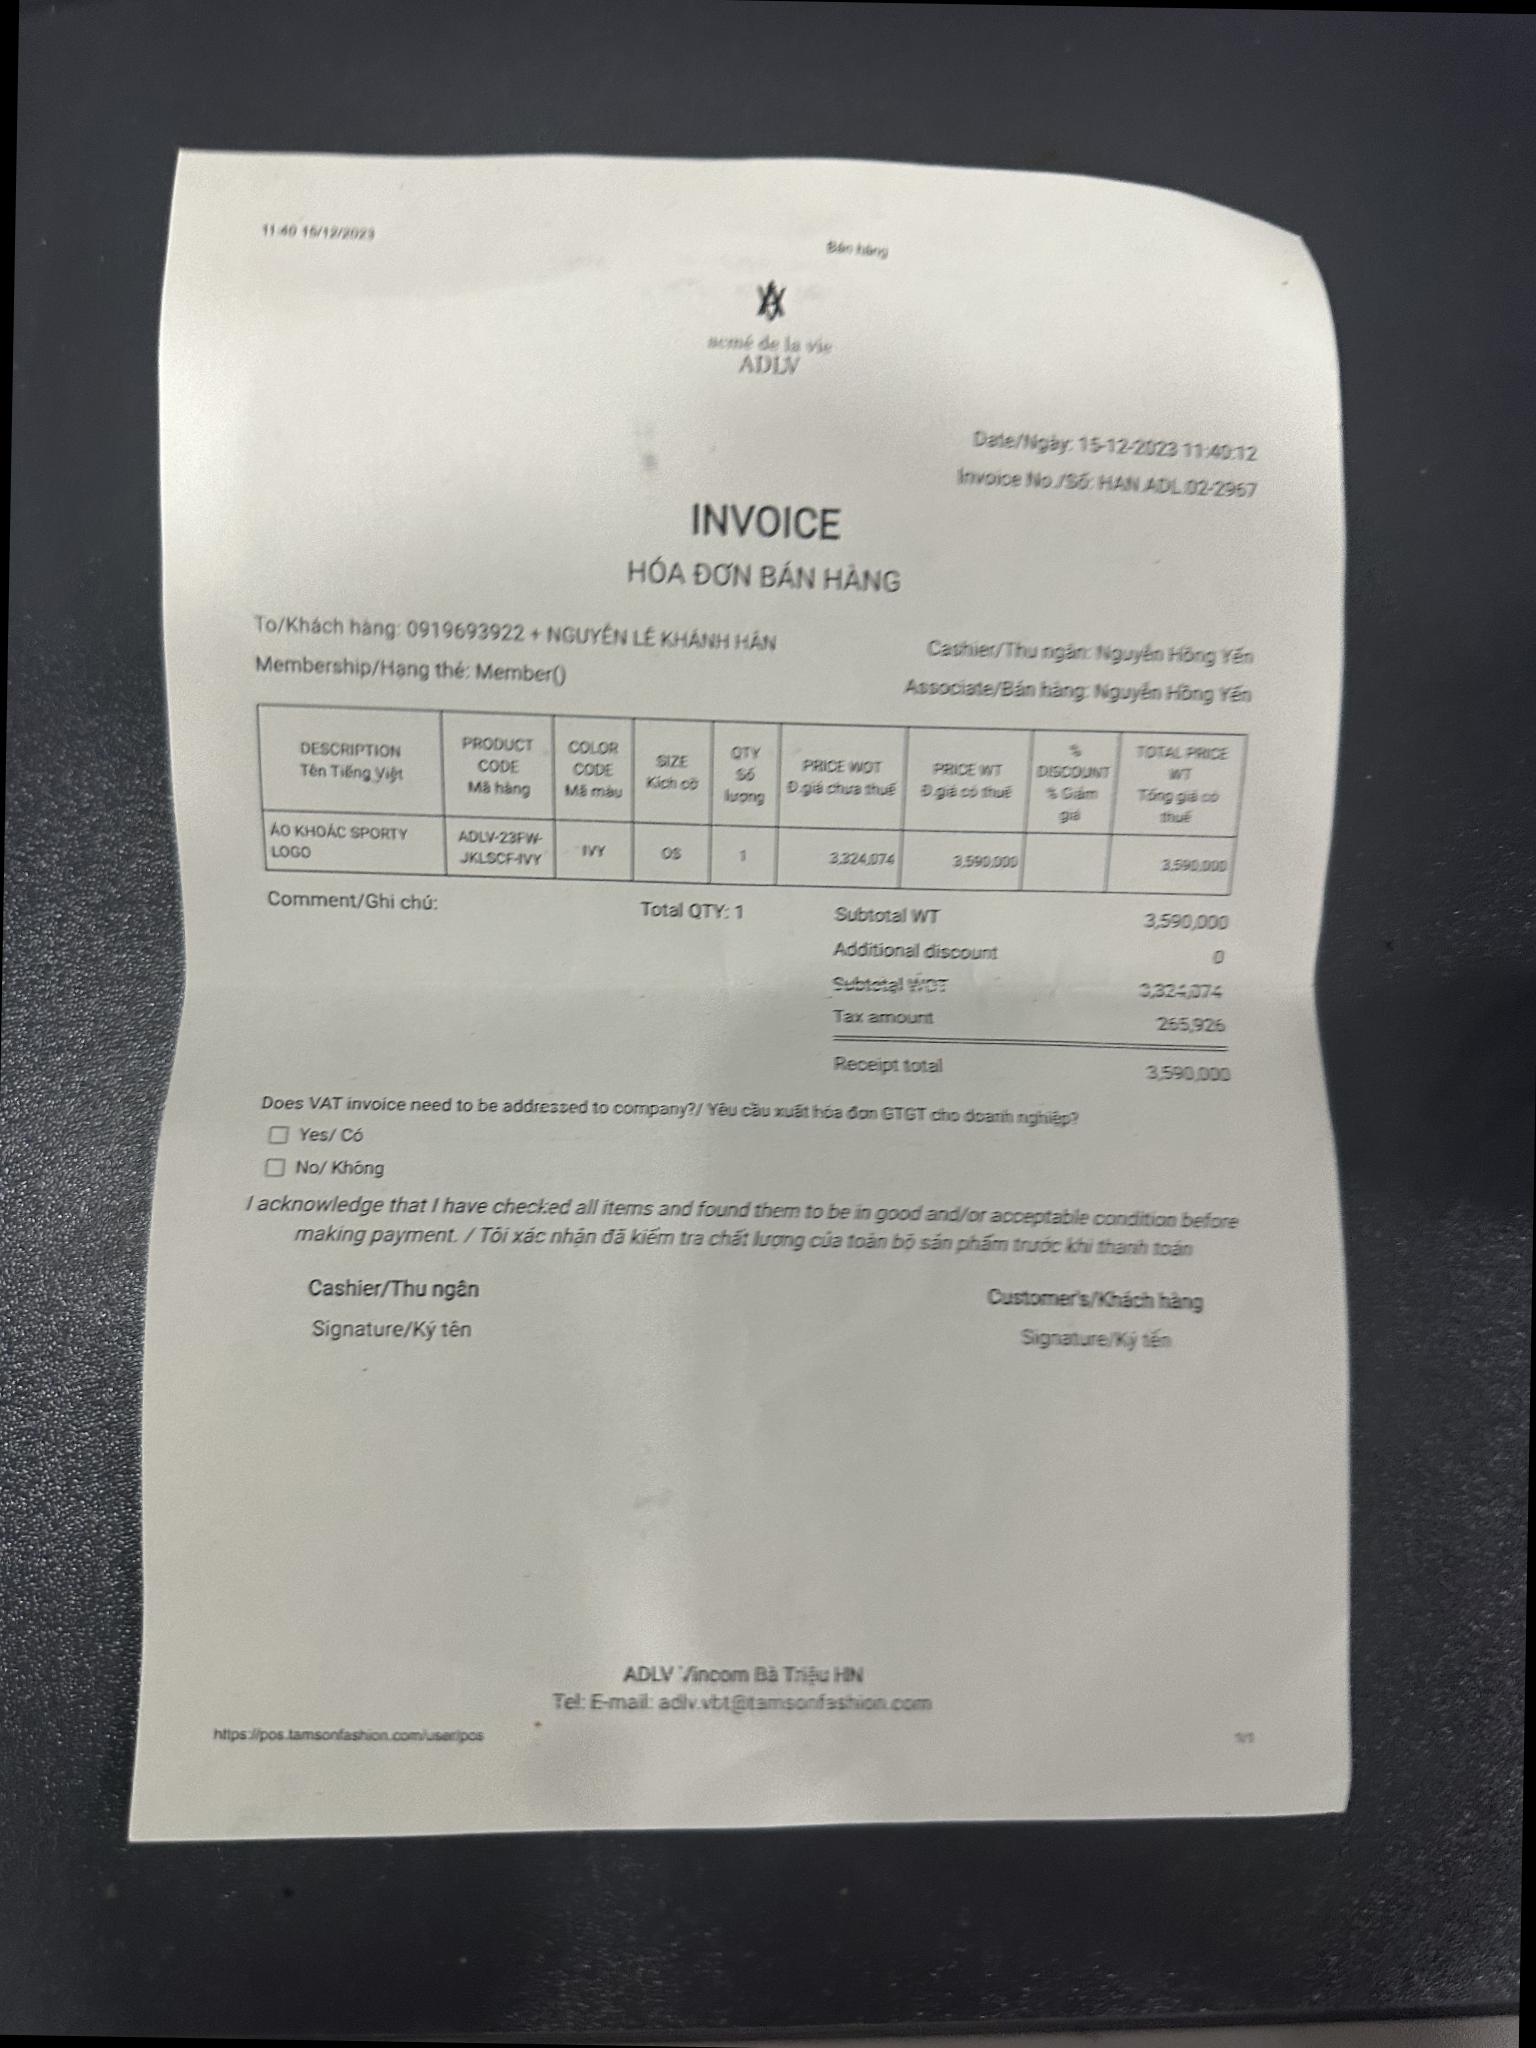 11:40 15/12/2023
Bán hàng
acmé de la vie
ADLV
Date/Ngày: 15-12-2023 11:40:12
Invoice No./Số: HAN.ADL.02-2967
INVOICE
HÓA ĐƠN BÁN HÀNG
To/Khách hàng: 0919693922 + NGUYỄN LÊ KHÁNH HÂN
Cashier/Thu ngân: Nguyễn Hồng Yến
Membership/Hạng thẻ: Member()
Associate/Bán hàng: Nguyễn Hồng Yến
DESCRIPTION
Tên Tiếng Việt
PRODUCT
CODE
Mã hàng
COLOR
CODE
Mã màu
SIZE
Kích cỡ
QTY
Số
lượng
PRICE WOT
Đ.giá chưa thuế
PRICE WT
Đ.giá có thuế
%
DISCOUNT
% Giảm
giá
TOTAL PRICE
WT
Tổng giá có
thuế
ÁO KHOÁC SPORTY
LOGO
ADLV-23FW-
JKLSCF-IVY
IVY
OS
1
3,324,074
3,590,000
3,590,000
Comment/Ghi chú:
Total QTY: 1
Subtotal WT 3,590,000
Additional discount 0
Subtotal WOT 3,324,074
Tax amount 265,926
Receipt total 3,590,000
Does VAT invoice need to be addressed to company?/ Yêu cầu xuất hóa đơn GTGT cho doanh nghiệp?
Yes/ Có
No/ Không
I acknowledge that I have checked all items and found them to be in good and/or acceptable condition before
making payment. / Tôi xác nhận đã kiểm tra chất lượng của toàn bộ sản phẩm trước khi thanh toán
Cashier/Thu ngân
Customer's/Khách hàng
Signature/Ký tên
Signature/Ký tến
ADLV Vincom Bà Triệu HN
Tel: E-mail: adlv.vbt@tamsonfashion.com
https://pos.tamsonfashion.com/user/pos
1/1